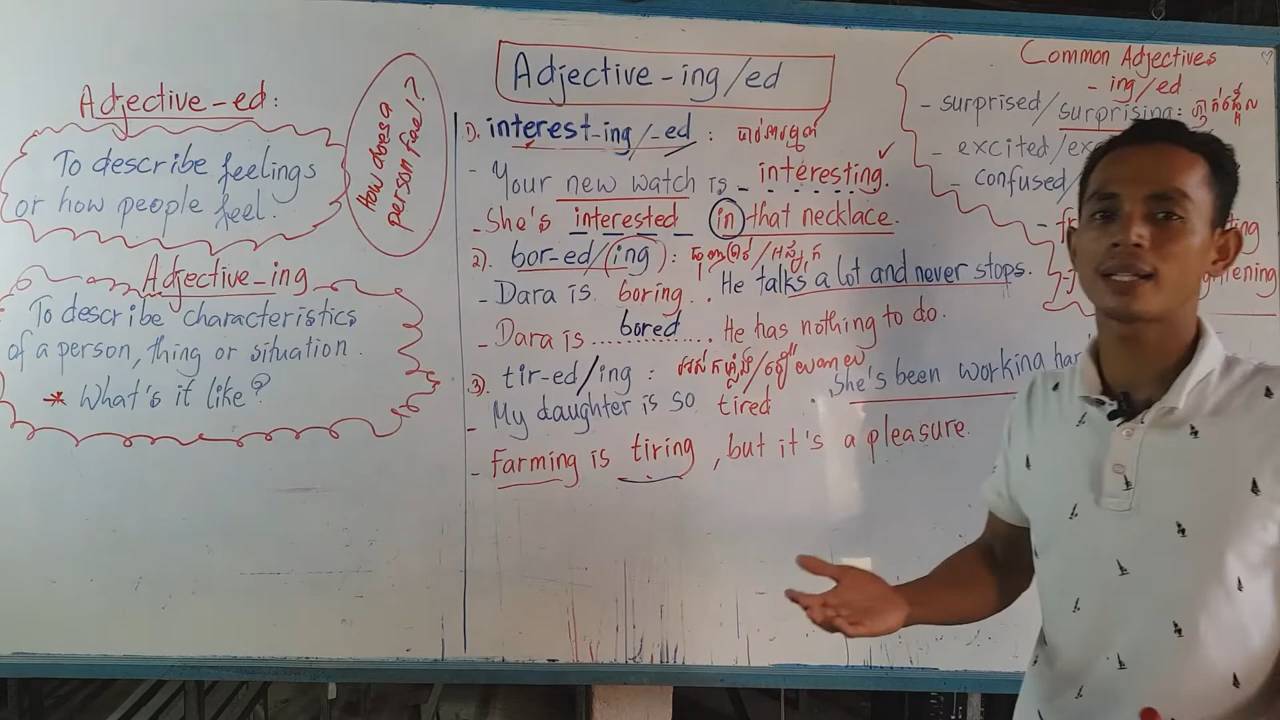 Adjective-ed:
To describe feelings
or how people feel.
How does a
person feel?
Adjective-ing
To describe characteristics
of a person, thing or situation.
* What's it like?
Adjective-ing/ed
1). interest-ing/-ed :
- Your new watch is interesting.
- She's interested in that necklace.
2). bor-ed/(ing) :
- Dara is boring. He talks a lot and never stops.
- Dara is bored. He has nothing to do.
3. tir-ed/ing :
- My daughter is so tired. She's been working
- Farming is tiring, but it's a pleasure.
Common Adjectives
-ing/ed
- surprised/surprising:
- excited/
- confused/